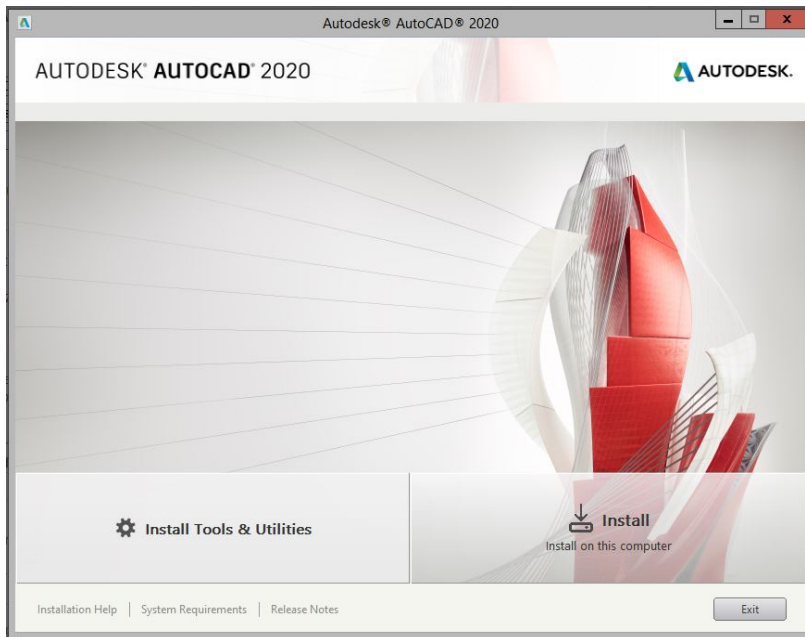 Autodesk® AutoCAD® 2020
AUTODESK® AUTOCAD® 2020
AUTODESK.
Install Tools & Utilities
Install
Install on this computer
Installation Help | System Requirements | Release Notes
Exit